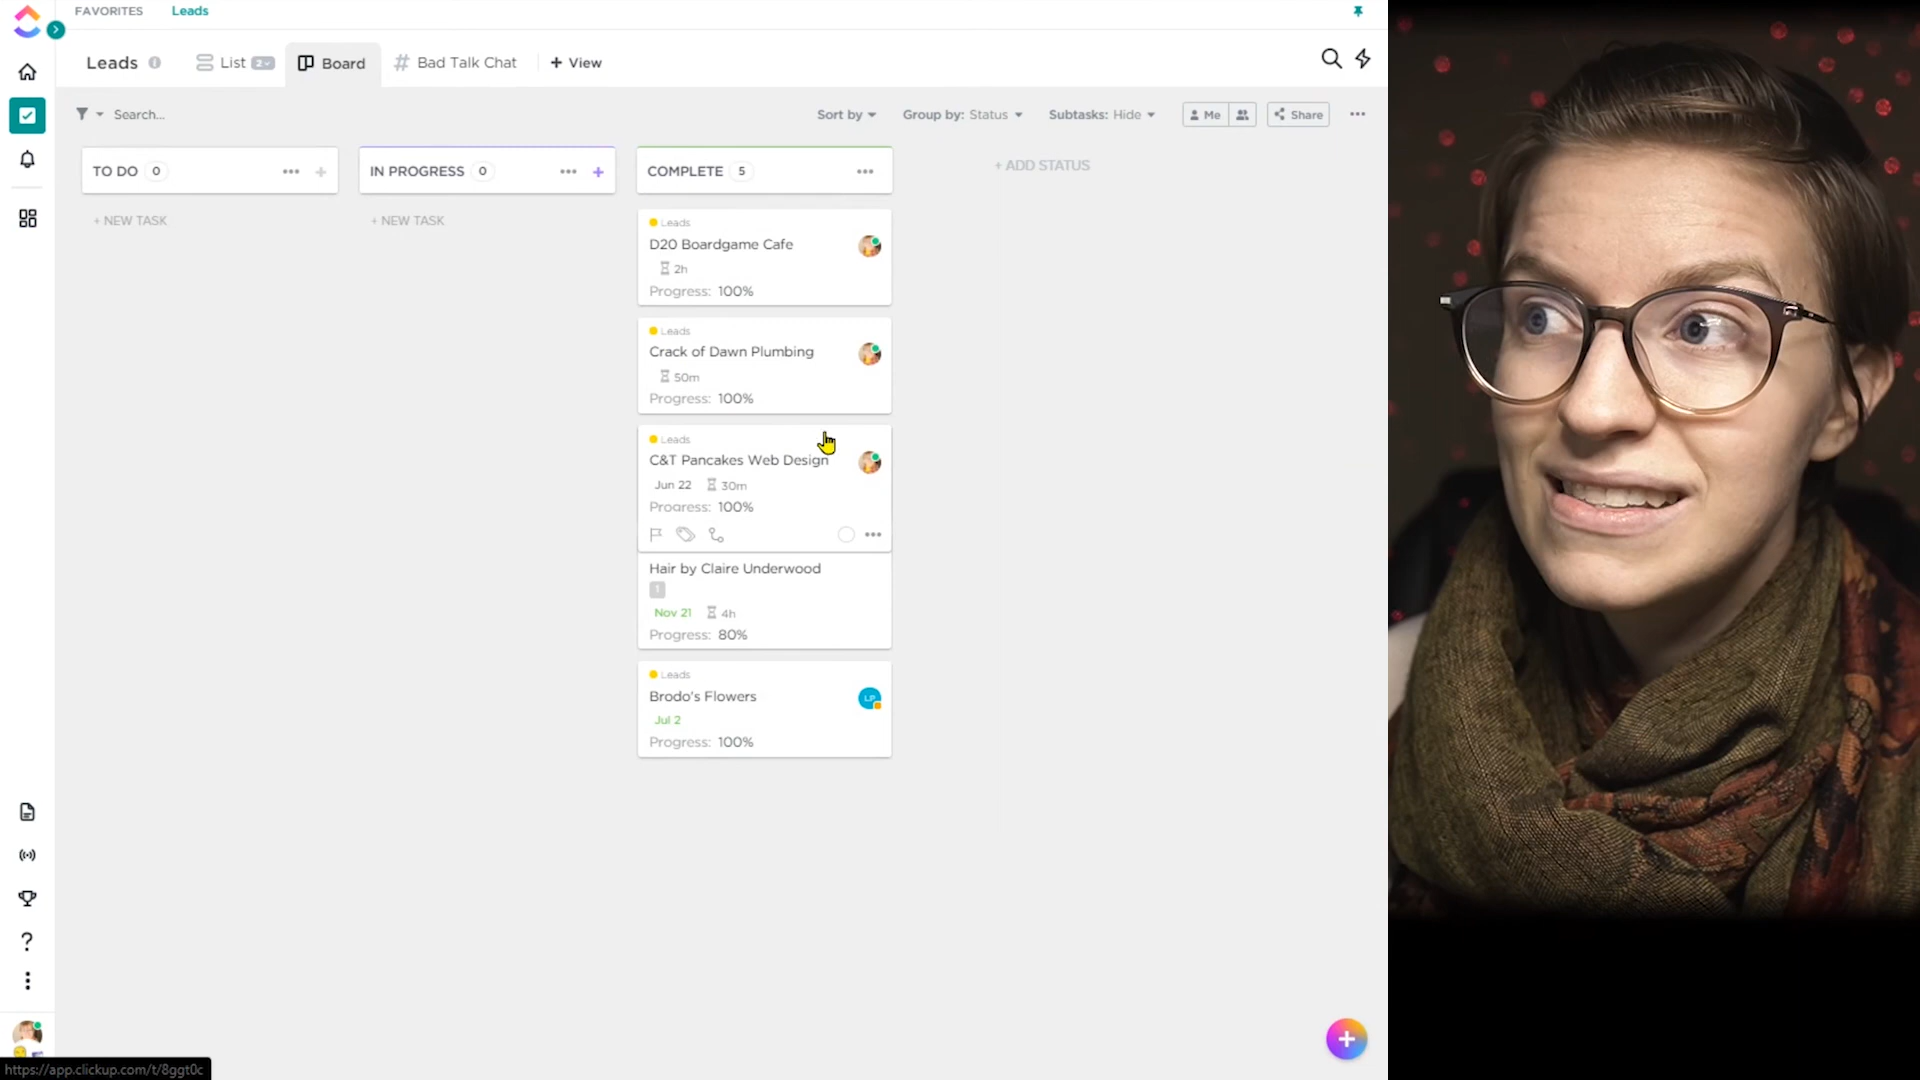 FAVORITES Leads
Leads List 2 Board # Bad Talk Chat + View
Search... Sort by Group by: Status Subtasks: Hide Me Share
TO DO 0 IN PROGRESS 0 COMPLETE 5 + ADD STATUS
+ NEW TASK + NEW TASK
Leads
D20 Boardgame Cafe
2h
Progress: 100%
Leads
Crack of Dawn Plumbing
50m
Progress: 100%
Leads
C&T Pancakes Web Design
Jun 22 30m
Progress: 100%
Hair by Claire Underwood
1
Nov 21 4h
Progress: 80%
Leads
Brodo's Flowers LP
Jul 2
Progress: 100%
https://app.clickup.com/t/8ggt0c